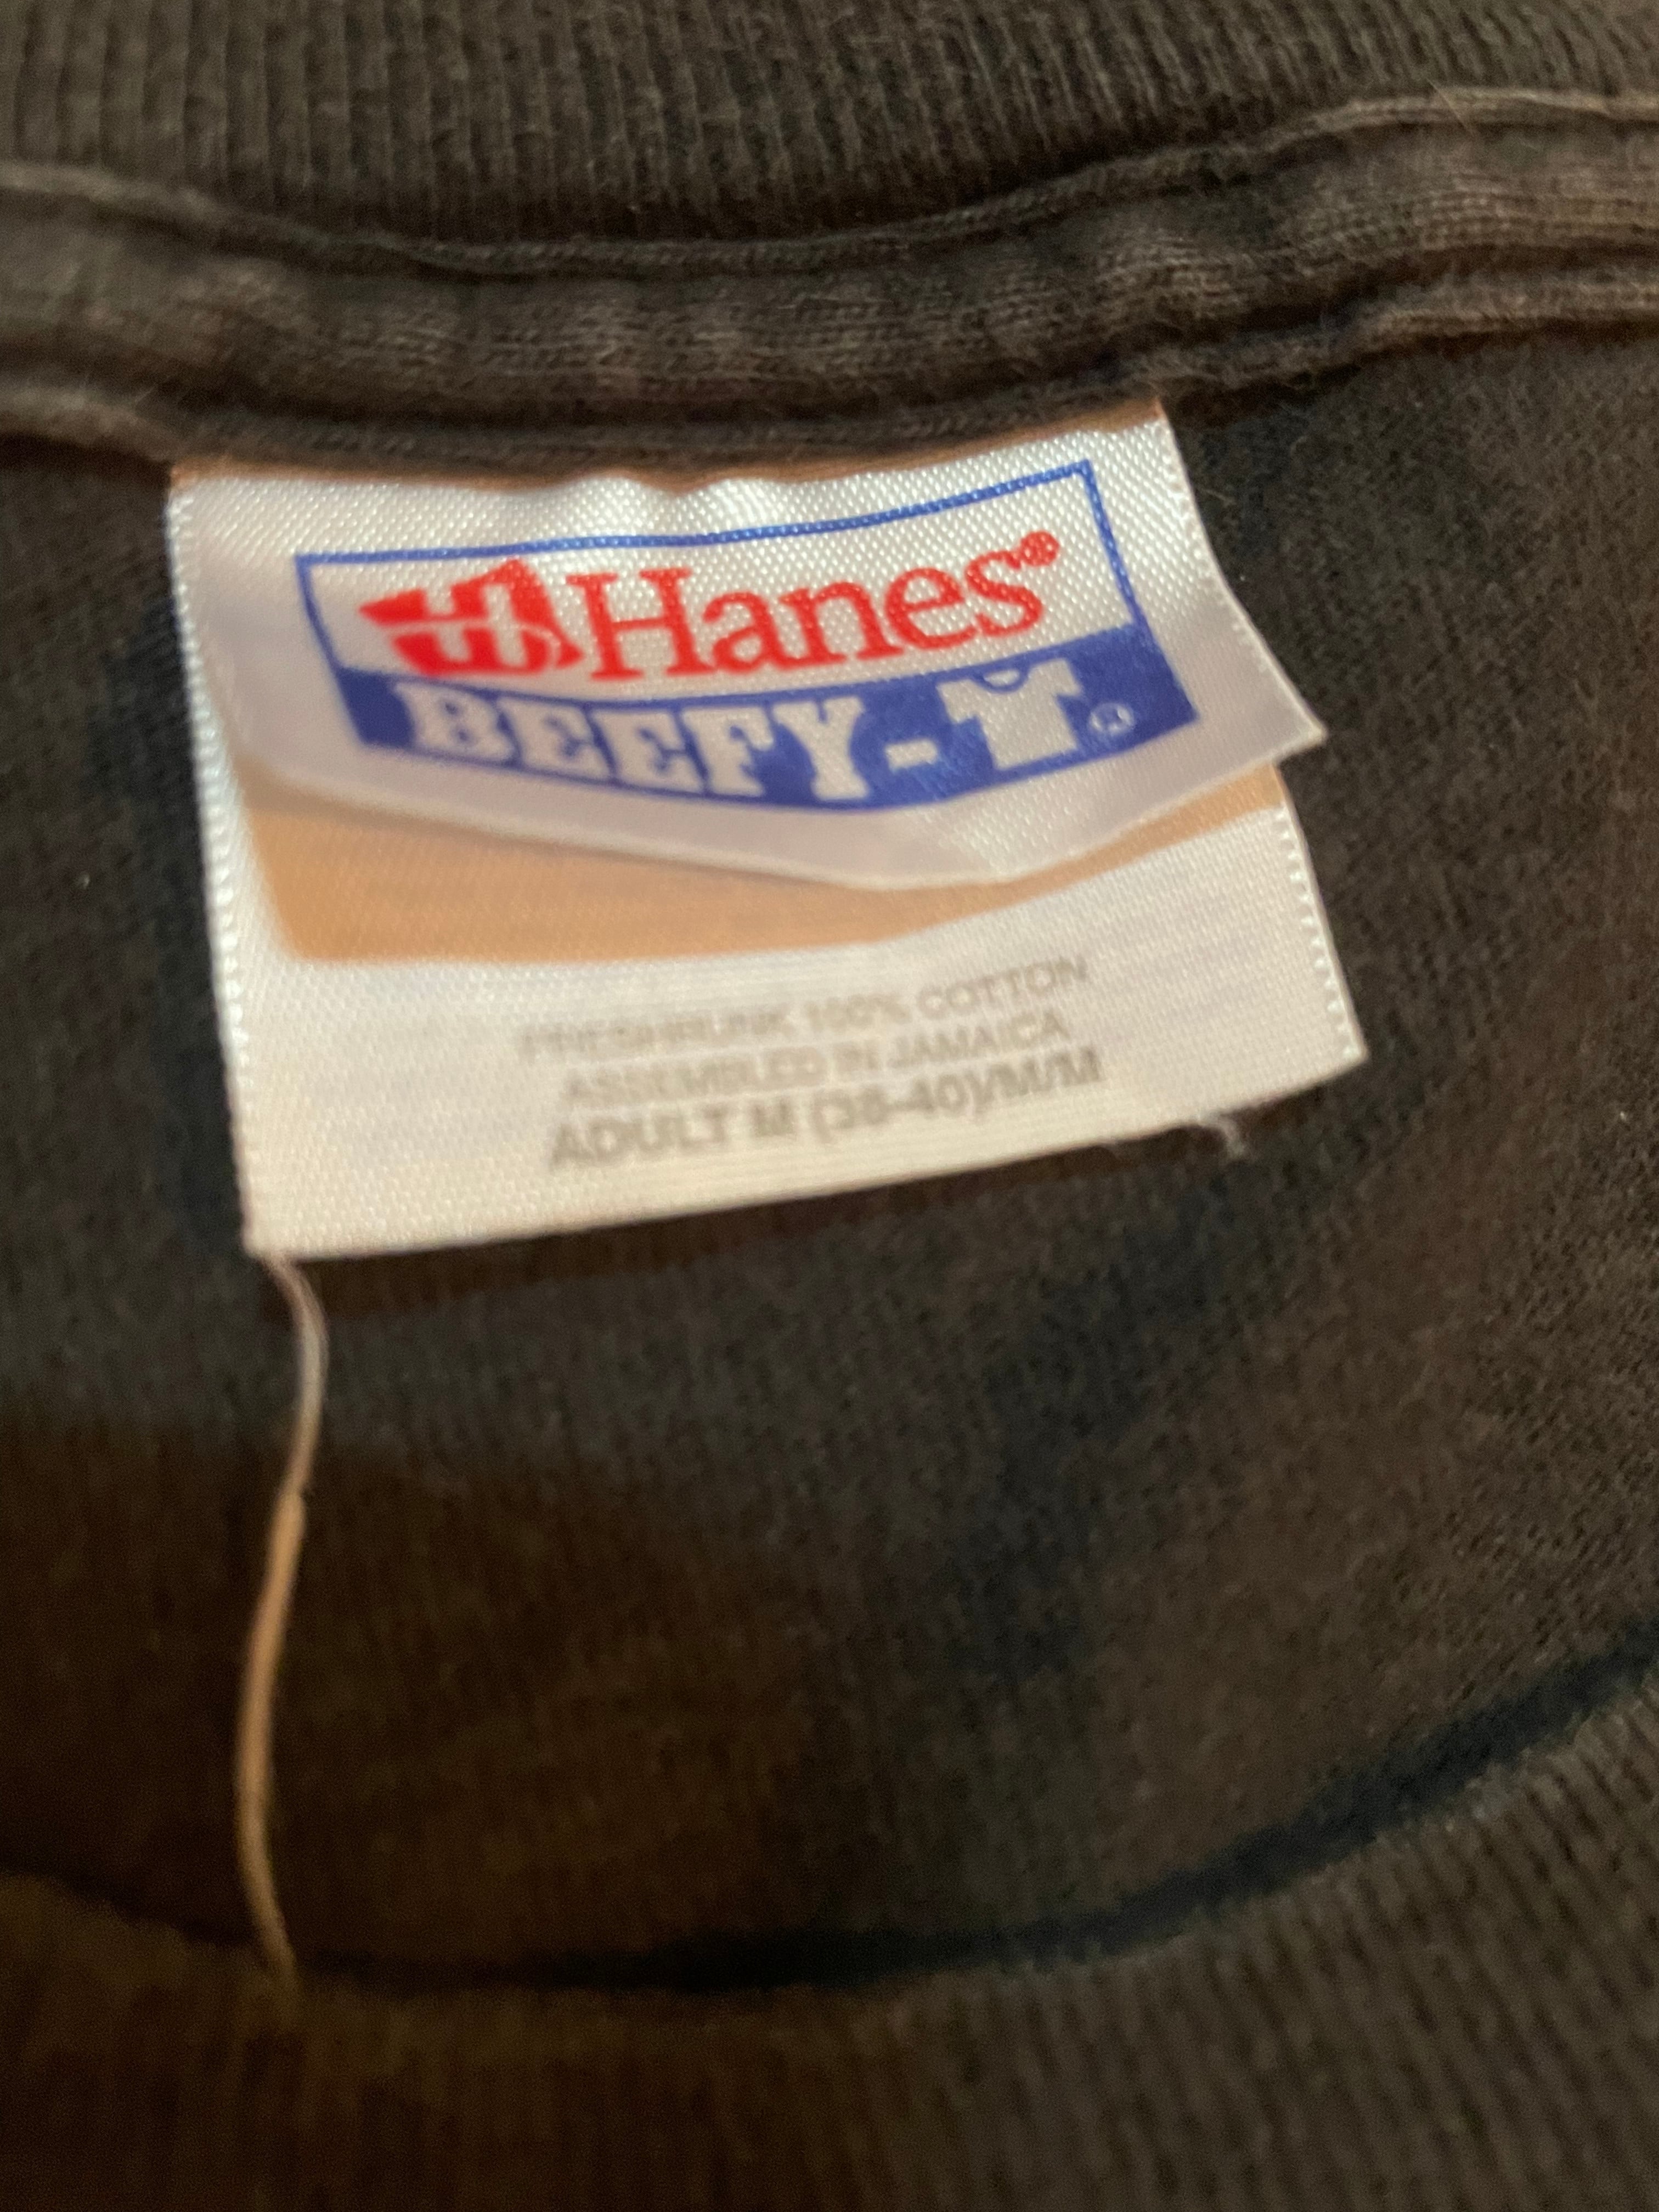 Hanes®
BEEFY-T®
PRESHRUNK 100% COTTON
ASSEMBLED IN JAMAICA
ADULT M (38-40)/M/M